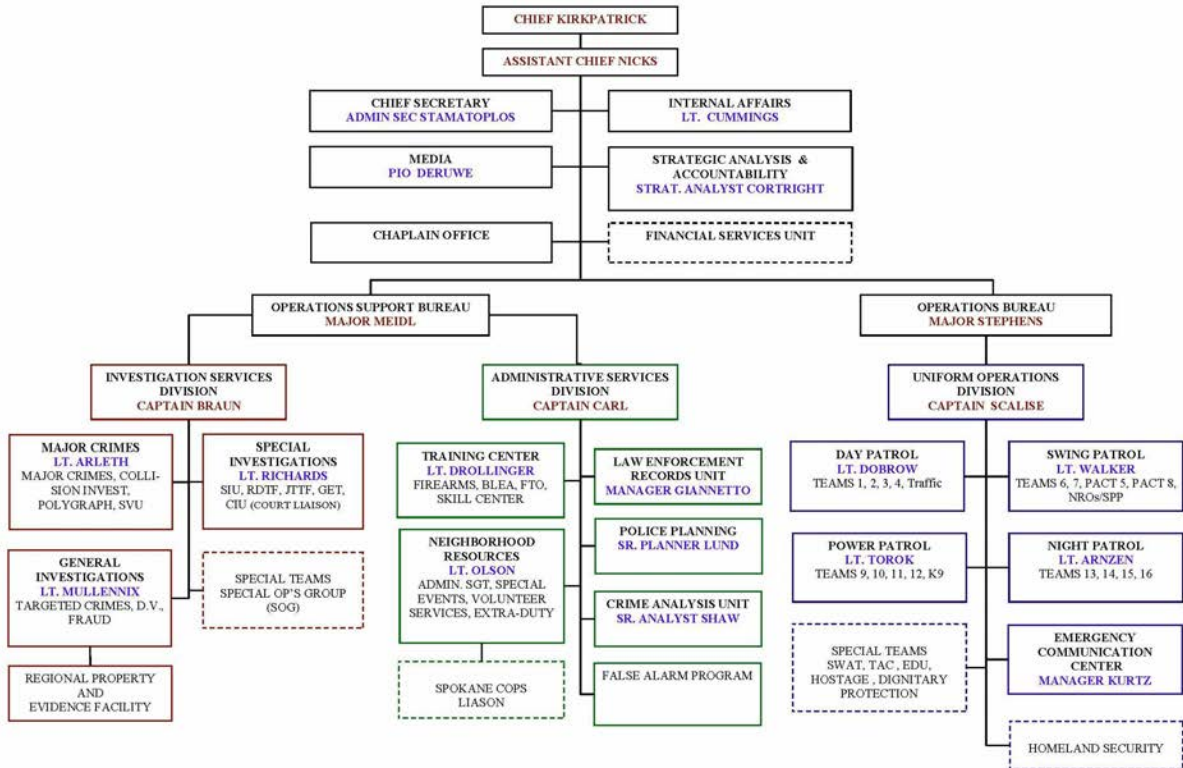 CHIEF KIRKPATRICK
ASSISTANT CHIEF NICKS
CHIEF SECRETARY
ADMIN SEC STAMATOPLOS
INTERNAL AFFAIRS
LT. CUMMINGS
MEDIA
PIO DERUWE
STRATEGIC ANALYSIS &
ACCOUNTABILITY
STRAT. ANALYST CORTRIGHT
CHAPLAIN OFFICE
FINANCIAL SERVICES UNIT
OPERATIONS SUPPORT BUREAU
MAJOR MEIDL
OPERATIONS BUREAU
MAJOR STEPHENS
INVESTIGATION SERVICES
DIVISION
CAPTAIN BRAUN
ADMINISTRATIVE SERVICES
DIVISION
CAPTAIN CARL
UNIFORM OPERATIONS
DIVISION
CAPTAIN SCALISE
MAJOR CRIMES
LT. ARLETH
MAJOR CRIMES, COLLI-
SION INVEST,
POLYGRAPH, SVU
SPECIAL
INVESTIGATIONS
LT. RICHARDS
SIU, RDTF, JTTF, GET,
CIU (COURT LIAISON)
GENERAL
INVESTIGATIONS
LT. MULLENNIX
TARGETED CRIMES, D.V.,
FRAUD
SPECIAL TEAMS
SPECIAL OP'S GROUP
(SOG)
REGIONAL PROPERTY
AND
EVIDENCE FACILITY
TRAINING CENTER
LT. DROLLINGER
FIREARMS, BLEA, FTO,
SKILL CENTER
LAW ENFORCEMENT
RECORDS UNIT
MANAGER GIANNETTO
NEIGHBORHOOD
RESOURCES
LT. OLSON
ADMIN. SGT, SPECIAL
EVENTS, VOLUNTEER
SERVICES, EXTRA-DUTY
POLICE PLANNING
SR. PLANNER LUND
CRIME ANALYSIS UNIT
SR. ANALYST SHAW
SPOKANE COPS
LIASON
FALSE ALARM PROGRAM
DAY PATROL
LT. DOBROW
TEAMS 1, 2, 3, 4, Traffic
SWING PATROL
LT. WALKER
TEAMS 6, 7, PACT 5, PACT 8,
NROs/SPP
POWER PATROL
LT. TOROK
TEAMS 9, 10, 11, 12, K9
NIGHT PATROL
LT. ARNZEN
TEAMS 13, 14, 15, 16
SPECIAL TEAMS
SWAT, TAC , EDU,
HOSTAGE , DIGNITARY
PROTECTION
EMERGENCY
COMMUNICATION
CENTER
MANAGER KURTZ
HOMELAND SECURITY